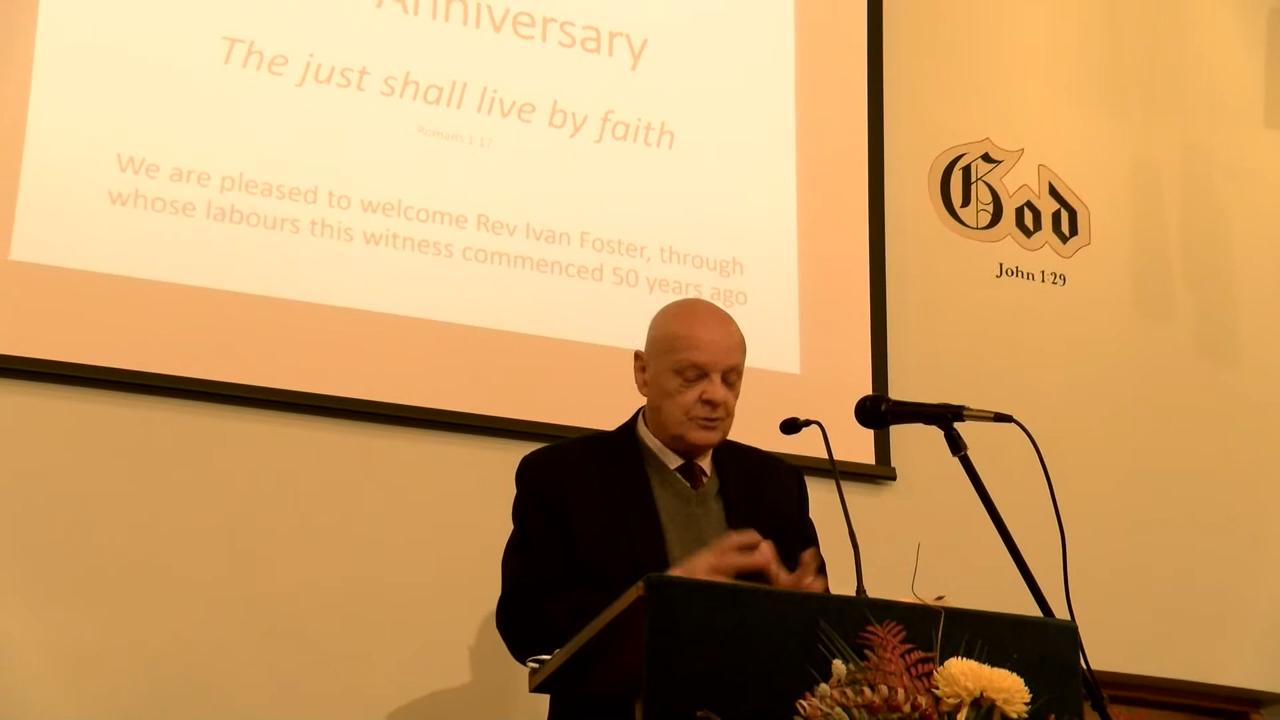 Anniversary
The just shall live by faith
Romans 1:17
We are pleased to welcome Rev Ivan Foster, through
whose labours this witness commenced 50 years ago
God
John 1:29